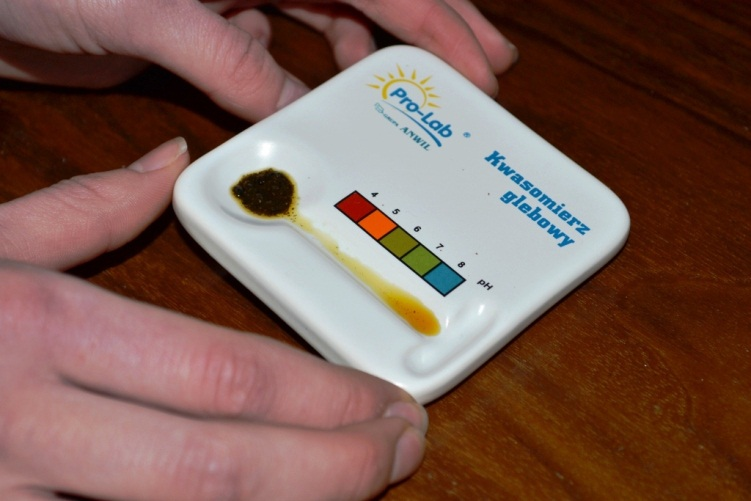 Pro-Lab ®
ANWIL
Kwasomierz
glebowy
4 5 6 7 8 pH